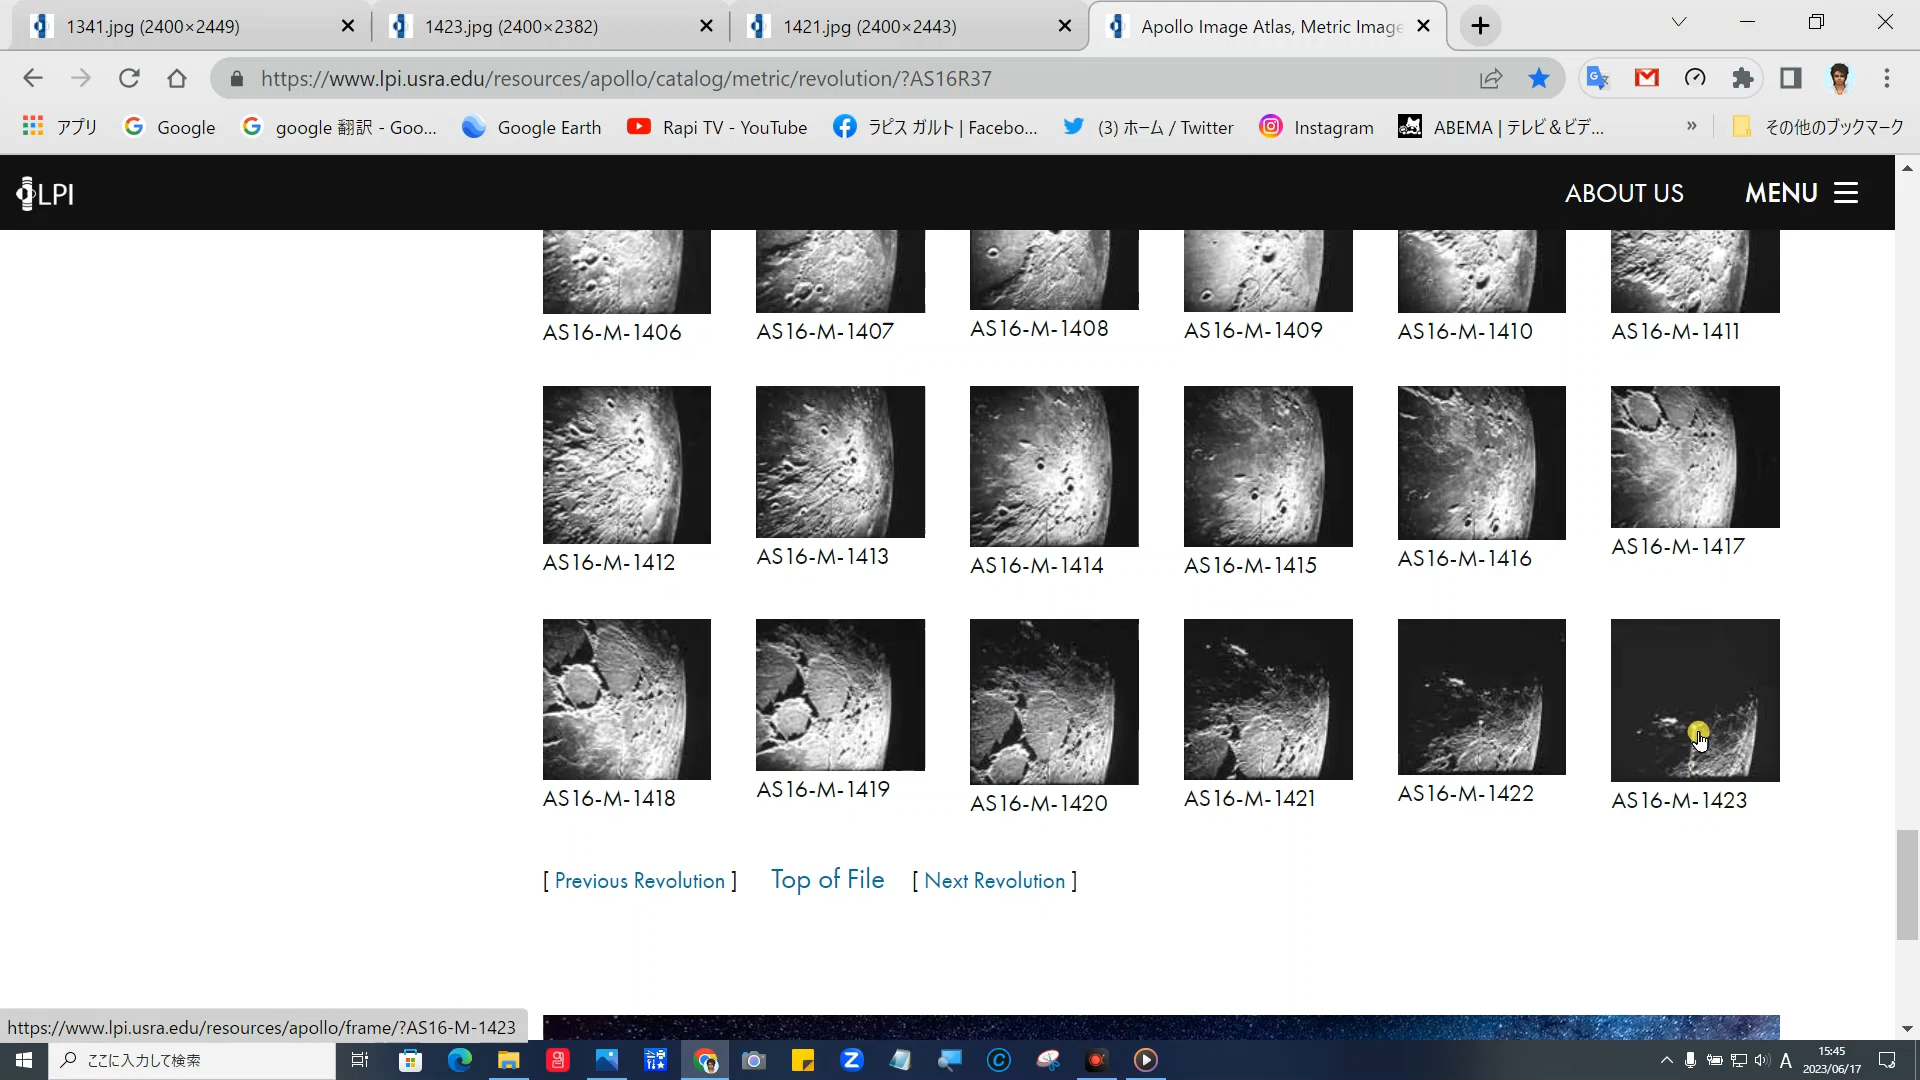 1341.jpg (2400×2449)
1423.jpg (2400×2382)
1421.jpg (2400×2443)
Apollo Image Atlas, Metric Image
https://www.lpi.usra.edu/resources/apollo/catalog/metric/revolution/?AS16R37
アプリ
Google
google 翻訳 - Goo...
Google Earth
Rapi TV - YouTube
ラピス ガルト | Facebo...
(3) ホーム / Twitter
Instagram
ABEMA | テレビ＆ビデ...
»
その他のブックマーク
LPI
ABOUT US
MENU
AS16-M-1406
AS16-M-1407
AS16-M-1408
AS16-M-1409
AS16-M-1410
AS16-M-1411
AS16-M-1412
AS16-M-1413
AS16-M-1414
AS16-M-1415
AS16-M-1416
AS16-M-1417
AS16-M-1418
AS16-M-1419
AS16-M-1420
AS16-M-1421
AS16-M-1422
AS16-M-1423
[ Previous Revolution ] Top of File [ Next Revolution ]
https://www.lpi.usra.edu/resources/apollo/frame/?AS16-M-1423
ここに入力して検索
A
15:45
2023/06/17